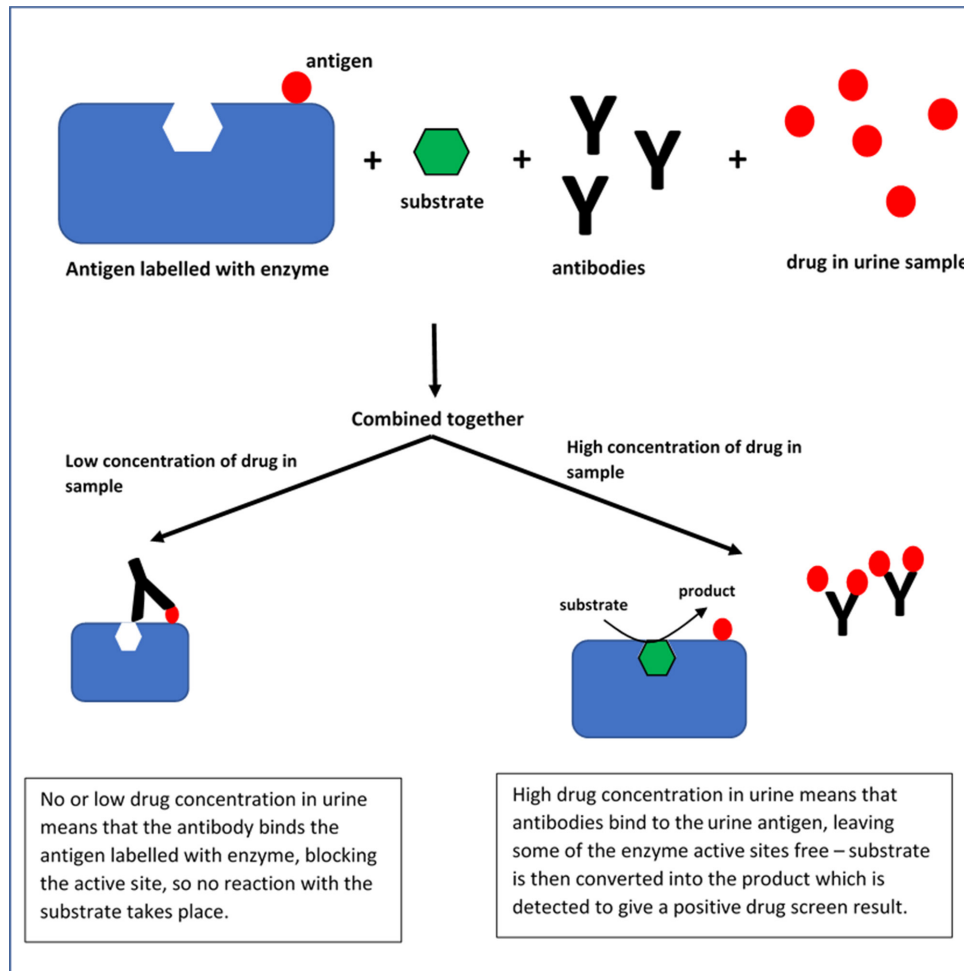 antigen
+
substrate
+
+
Antigen labelled with enzyme
antibodies
drug in urine sample
Combined together
Low concentration of drug in
sample
High concentration of drug in
sample
substrate
product
No or low drug concentration in urine
means that the antibody binds the
antigen labelled with enzyme, blocking
the active site, so no reaction with the
substrate takes place.
High drug concentration in urine means that
antibodies bind to the urine antigen, leaving
some of the enzyme active sites free – substrate
is then converted into the product which is
detected to give a positive drug screen result.